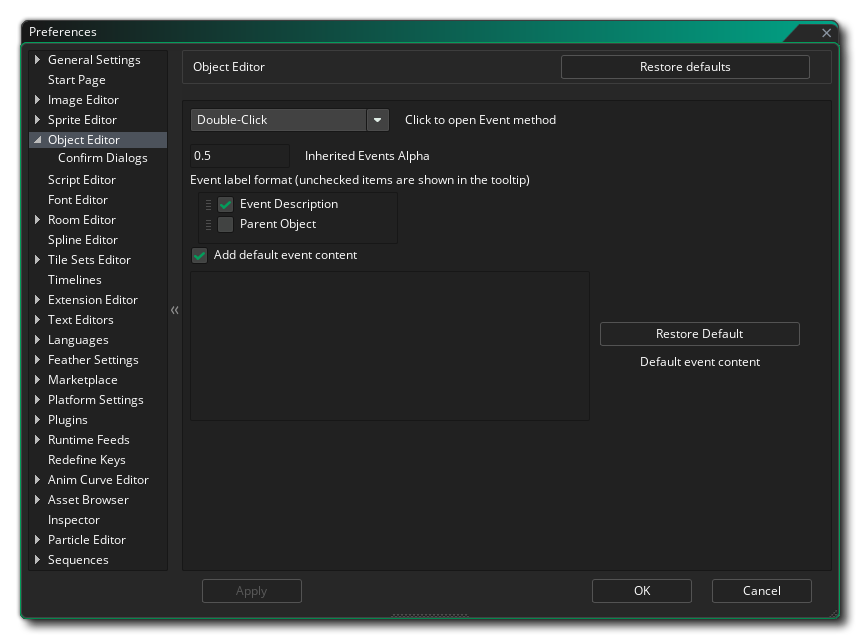 Preferences
General Settings
Start Page
Image Editor
Sprite Editor
Object Editor
Confirm Dialogs
Script Editor
Font Editor
Room Editor
Spline Editor
Tile Sets Editor
Timelines
Extension Editor
Text Editors
Languages
Feather Settings
Marketplace
Platform Settings
Plugins
Runtime Feeds
Redefine Keys
Anim Curve Editor
Asset Browser
Inspector
Particle Editor
Sequences
Object Editor
Restore defaults
Double-Click
Click to open Event method
0.5
Inherited Events Alpha
Event label format (unchecked items are shown in the tooltip)
Event Description
Parent Object
Add default event content
Restore Default
Default event content
Apply
OK
Cancel